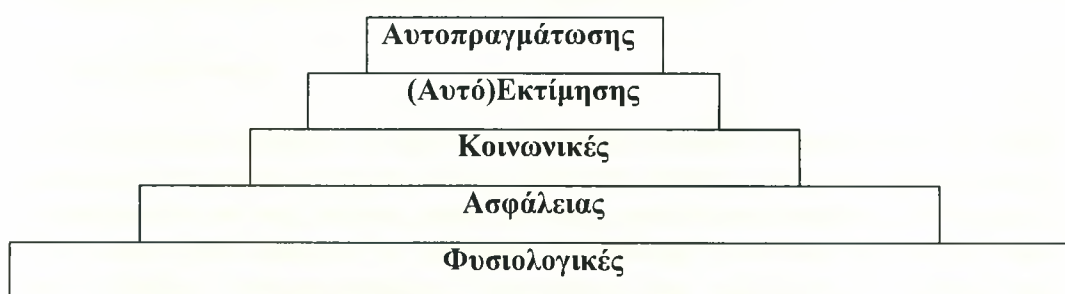 Αυτοπραγμάτωσης
(Αυτό)Εκτίμησης
Κοινωνικές
Ασφάλειας
Φυσιολογικές